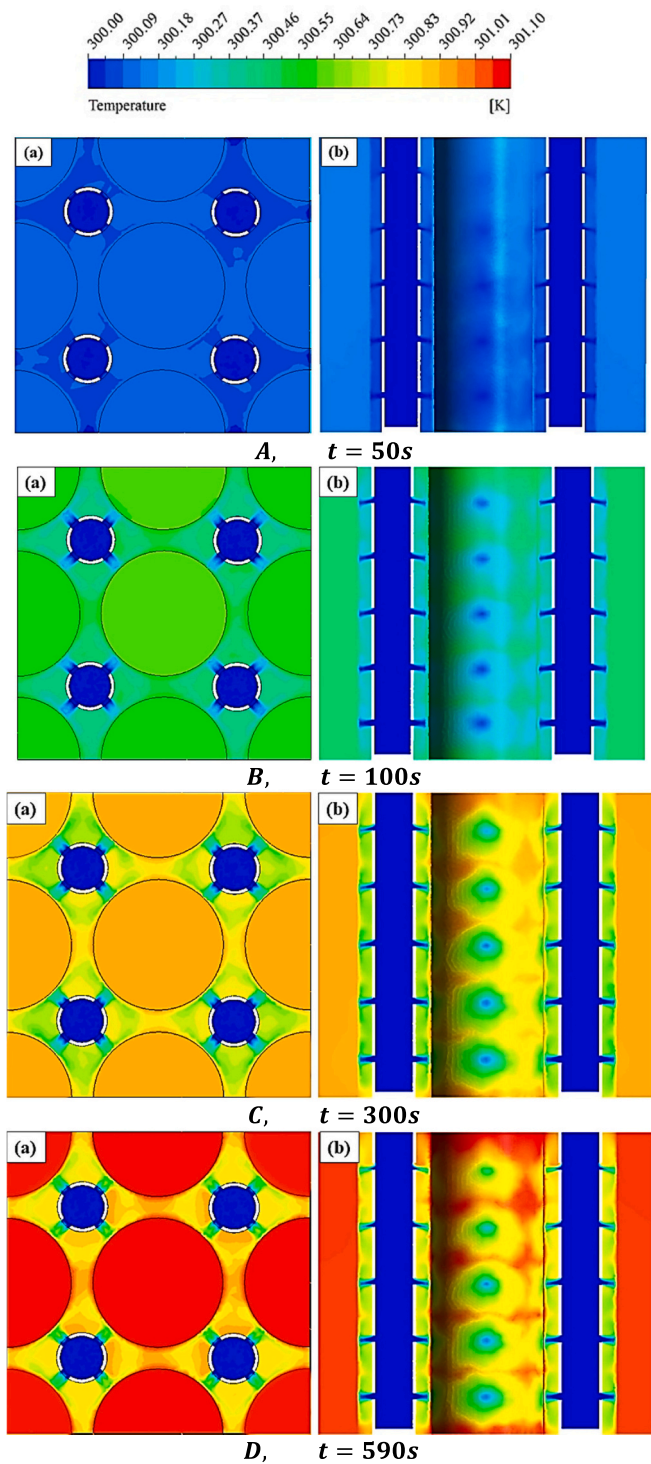 300.00 300.09 300.18 300.27 300.37 300.46 300.55 300.64 300.73 300.83 300.92 301.01 301.10
Temperature [K]
(a) (b)
A, t = 50s
(a) (b)
B, t = 100s
(a) (b)
C, t = 300s
(a) (b)
D, t = 590s